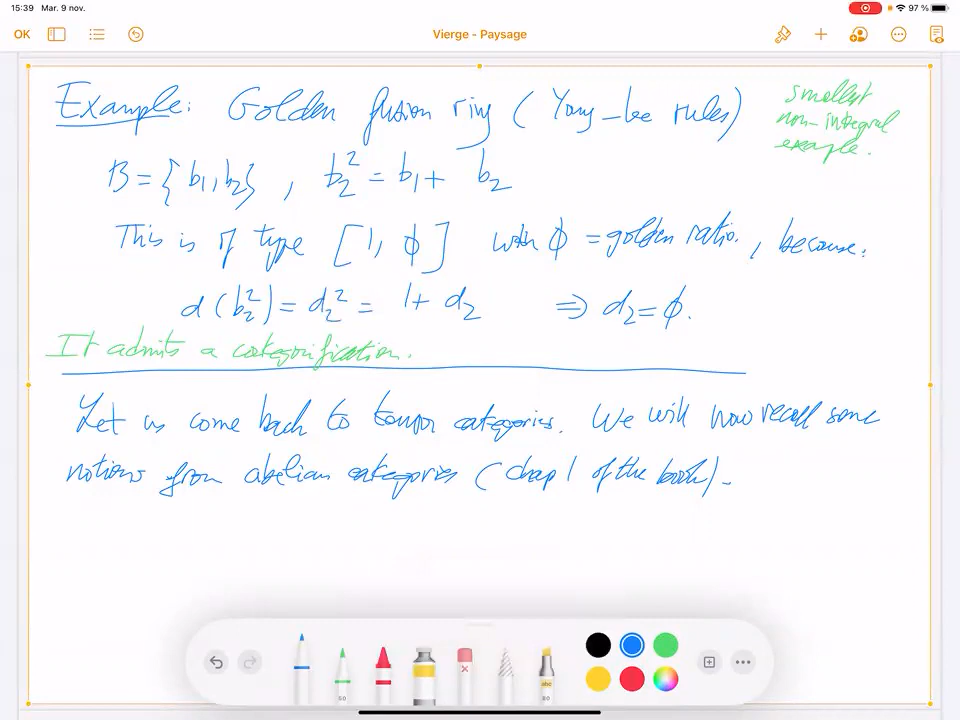 15:39 Mar. 9 nov. 97 %
OK Vierge - Paysage
Example: Golden fusion ring (Yang-Lee rules)
smallest
non-integral
example.
B = {b₁, b₂}, b₂² = b₁ + b₂
This is of type [1, ϕ] with ϕ = golden ratio, because:
d(b₂²) = d₂² = 1 + d₂ ⇒ d₂ = ϕ.
It admits a categorification.
Let us come back to tensor categories. We will now recall some
notions from abelian categories (chap 1 of the book).
50 abc 80